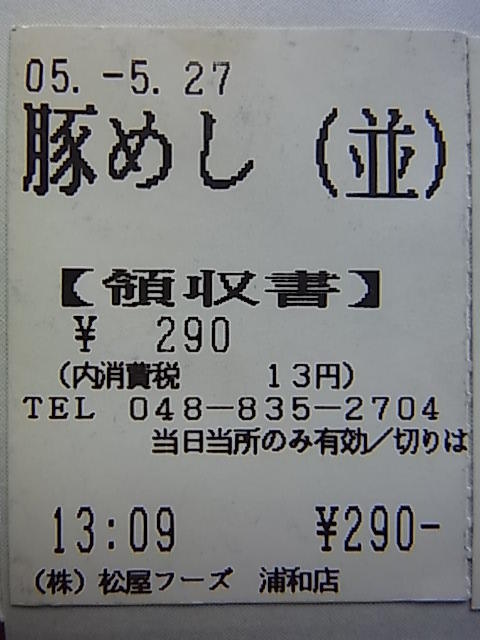 05. -5. 27
豚めし (並)
【領収書】
¥ 290
(内消費税 13円)
TEL 048-835-2704
当日当所のみ有効/切りは
13:09 ¥290-
(株) 松屋フーズ 浦和店